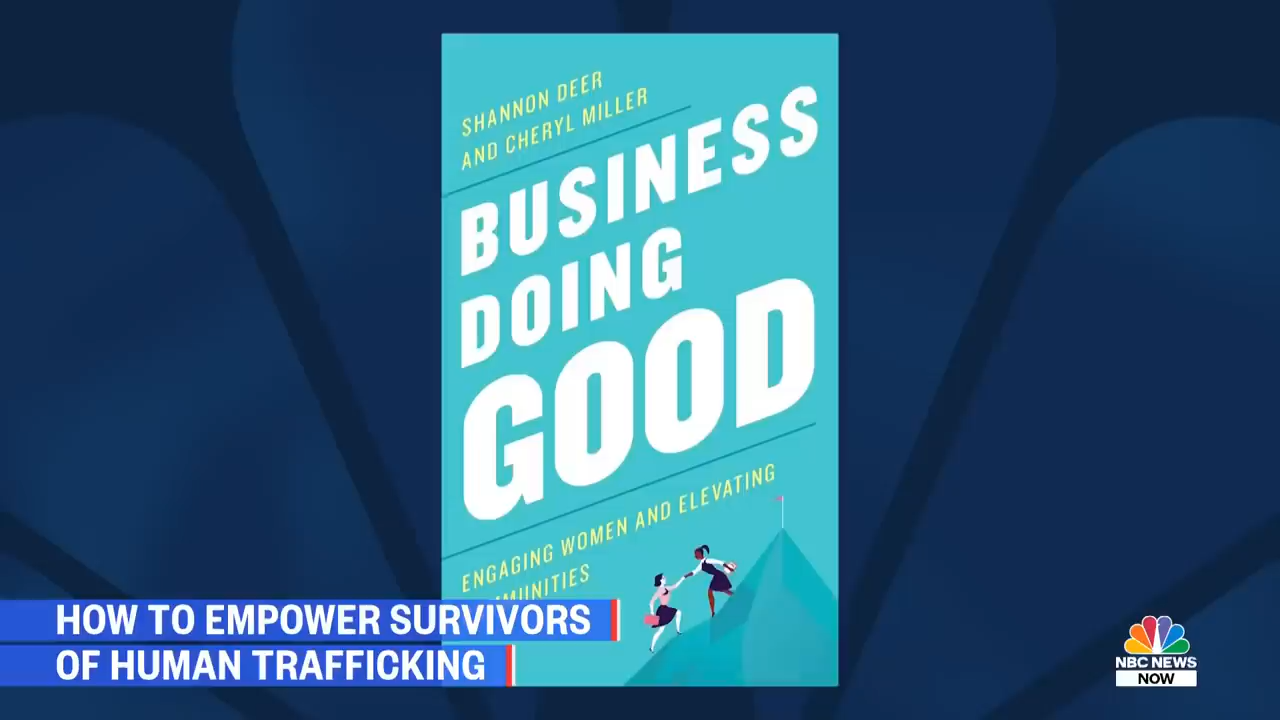 SHANNON DEER
AND CHERYL MILLER
BUSINESS
DOING
GOOD
ENGAGING WOMEN AND ELEVATING
HOW TO EMPOWER SURVIVORS
OF HUMAN TRAFFICKING
NBC NEWS
NOW